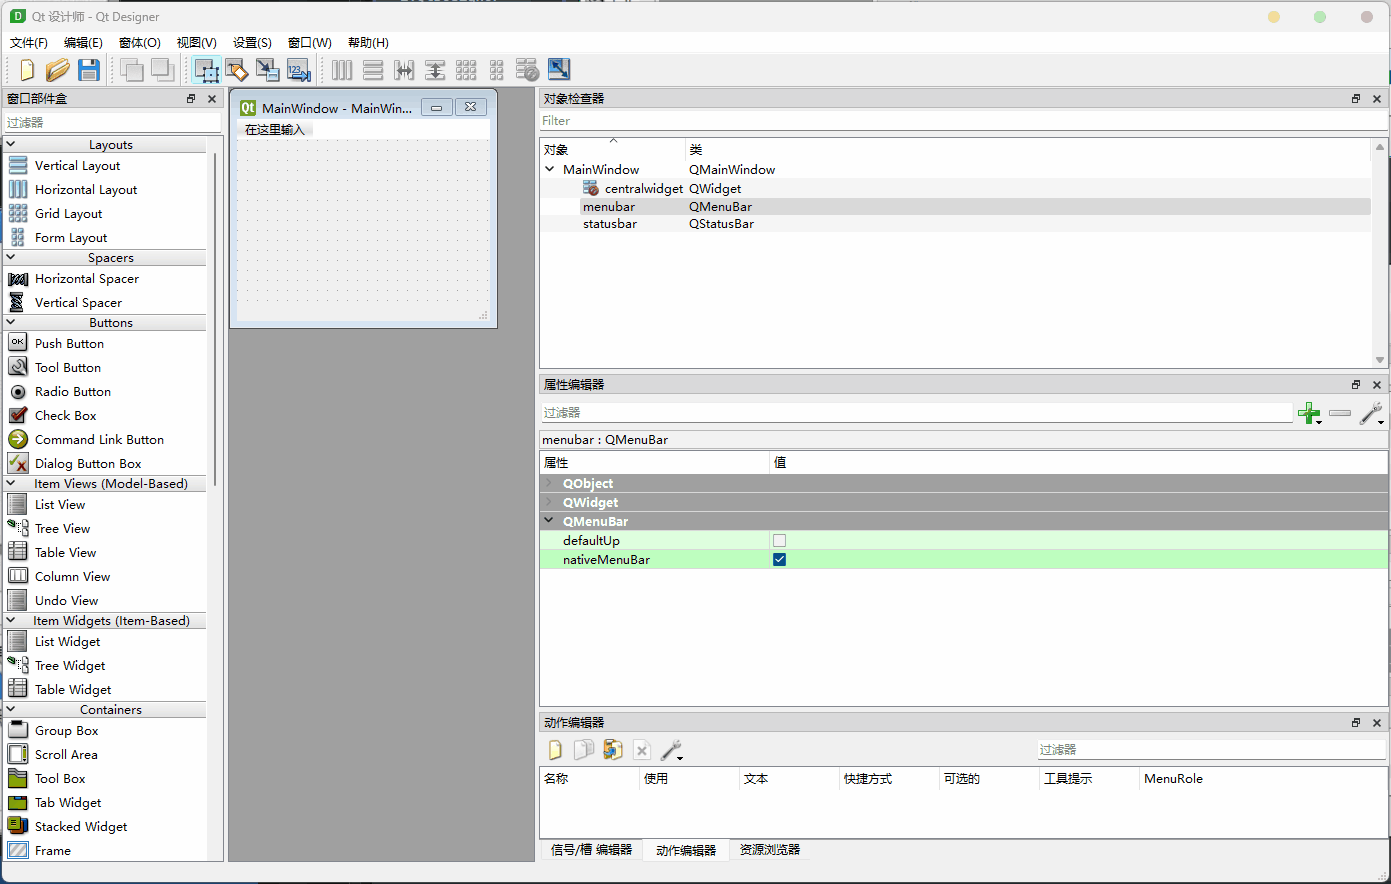 Qt 设计师 - Qt Designer
文件(F) 编辑(E) 窗体(O) 视图(V) 设置(S) 窗口(W) 帮助(H)
123
窗口部件盒
过滤器
Layouts
Vertical Layout
Horizontal Layout
Grid Layout
Form Layout
Spacers
Horizontal Spacer
Vertical Spacer
Buttons
OK Push Button
Tool Button
Radio Button
Check Box
Command Link Button
Dialog Button Box
Item Views (Model-Based)
List View
Tree View
Table View
Column View
Undo View
Item Widgets (Item-Based)
List Widget
Tree Widget
Table Widget
Containers
Group Box
Scroll Area
Tool Box
Tab Widget
Stacked Widget
Frame
Qt MainWindow - MainWin...
在这里输入
对象检查器
Filter
对象 类
MainWindow QMainWindow
centralwidget QWidget
menubar QMenuBar
statusbar QStatusBar
属性编辑器
过滤器
menubar : QMenuBar
属性 值
QObject
QWidget
QMenuBar
defaultUp
nativeMenuBar
动作编辑器
过滤器
名称 使用 文本 快捷方式 可选的 工具提示 MenuRole
信号/槽 编辑器 动作编辑器 资源浏览器